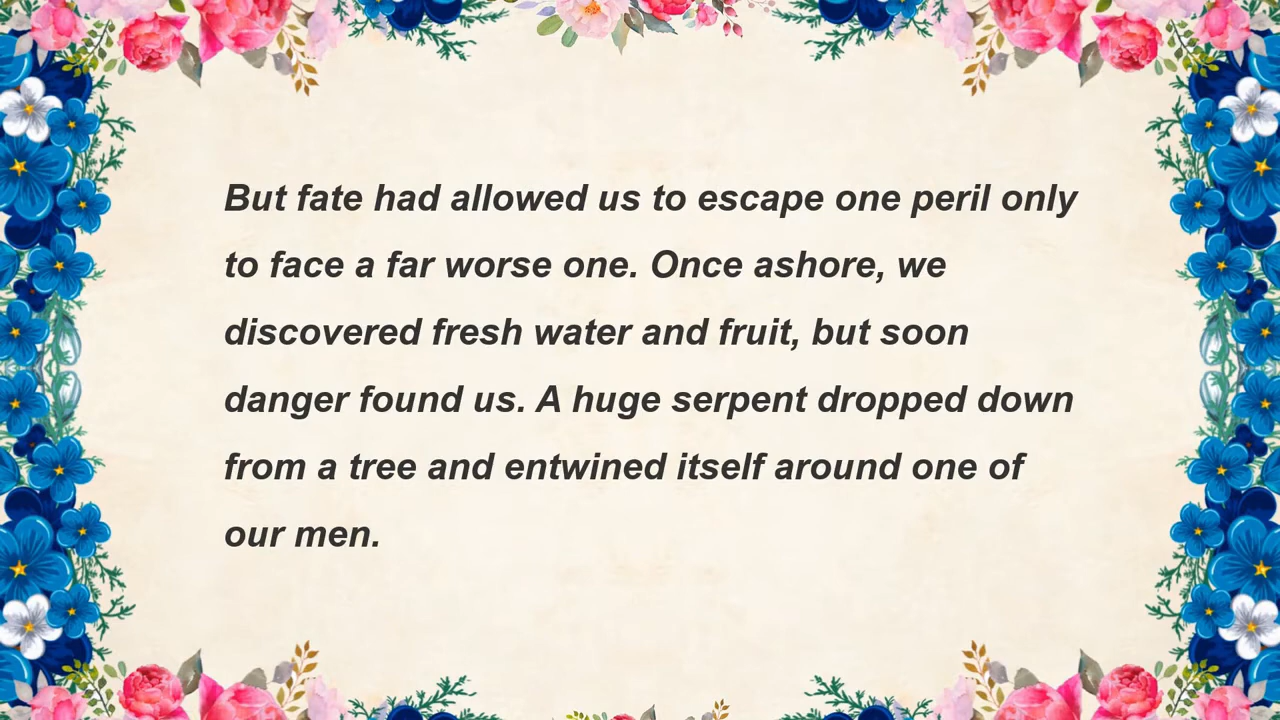 But fate had allowed us to escape one peril only
to face a far worse one. Once ashore, we
discovered fresh water and fruit, but soon
danger found us. A huge serpent dropped down
from a tree and entwined itself around one of
our men.